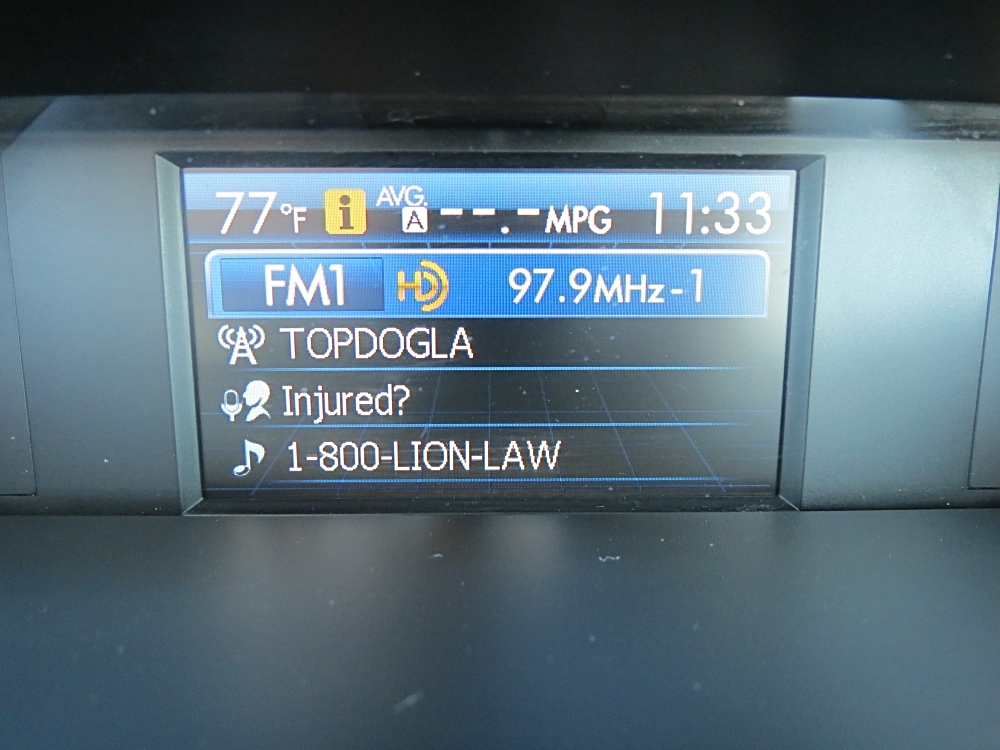 77°F i AVG. A --.- MPG 11:33
FM1 HD 97.9MHz-1
TOPDOGLA
Injured?
1-800-LION-LAW